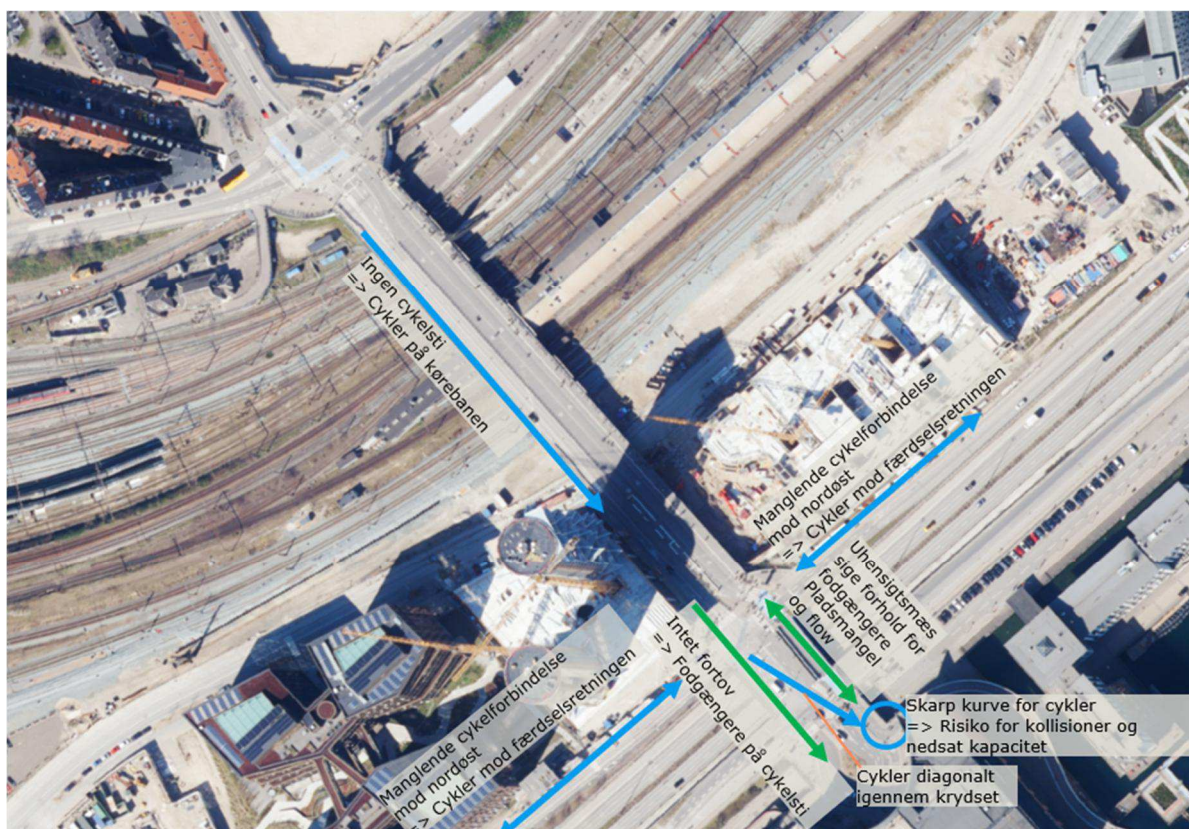 Ingen cykelsti
=> Cykler på kørebanen
Manglende cykelforbindelse
mod nordøst
=> Cykler mod færdselsretningen
Uhensigtsmæs
sige forhold for
fodgængere
Pladsmangel
og flow
Intet fortov
=> Fodgængere på cykelsti
Manglende cykelforbindelse
mod nordøst
=> Cykler mod færdselsretningen
Skarp kurve for cykler
=> Risiko for kollisioner og
nedsat kapacitet
Cykler diagonalt
igennem krydset